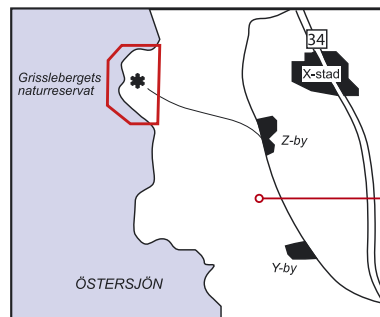 34
X-stad
Grisslebergets
naturreservat
Z-by
Y-by
ÖSTERSJÖN